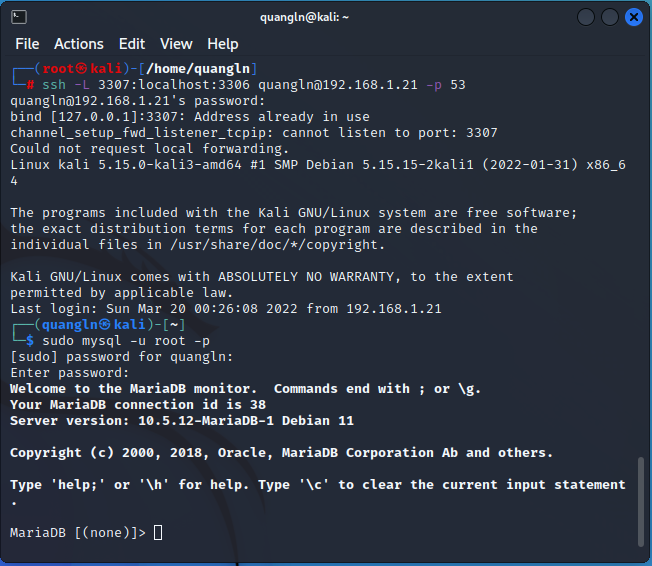 quangln@kali: ~
File Actions Edit View Help
┌──(root㉿kali)-[/home/quangln]
└─# ssh -L 3307:localhost:3306 quangln@192.168.1.21 -p 53
quangln@192.168.1.21's password:
bind [127.0.0.1]:3307: Address already in use
channel_setup_fwd_listener_tcpip: cannot listen to port: 3307
Could not request local forwarding.
Linux kali 5.15.0-kali3-amd64 #1 SMP Debian 5.15.15-2kali1 (2022-01-31) x86_6
4
The programs included with the Kali GNU/Linux system are free software;
the exact distribution terms for each program are described in the
individual files in /usr/share/doc/*/copyright.
Kali GNU/Linux comes with ABSOLUTELY NO WARRANTY, to the extent
permitted by applicable law.
Last login: Sun Mar 20 00:26:08 2022 from 192.168.1.21
┌──(quangln㉿kali)-[~]
└─$ sudo mysql -u root -p
[sudo] password for quangln:
Enter password:
Welcome to the MariaDB monitor.  Commands end with ; or \g.
Your MariaDB connection id is 38
Server version: 10.5.12-MariaDB-1 Debian 11
Copyright (c) 2000, 2018, Oracle, MariaDB Corporation Ab and others.
Type 'help;' or '\h' for help. Type '\c' to clear the current input statement
.
MariaDB [(none)]>